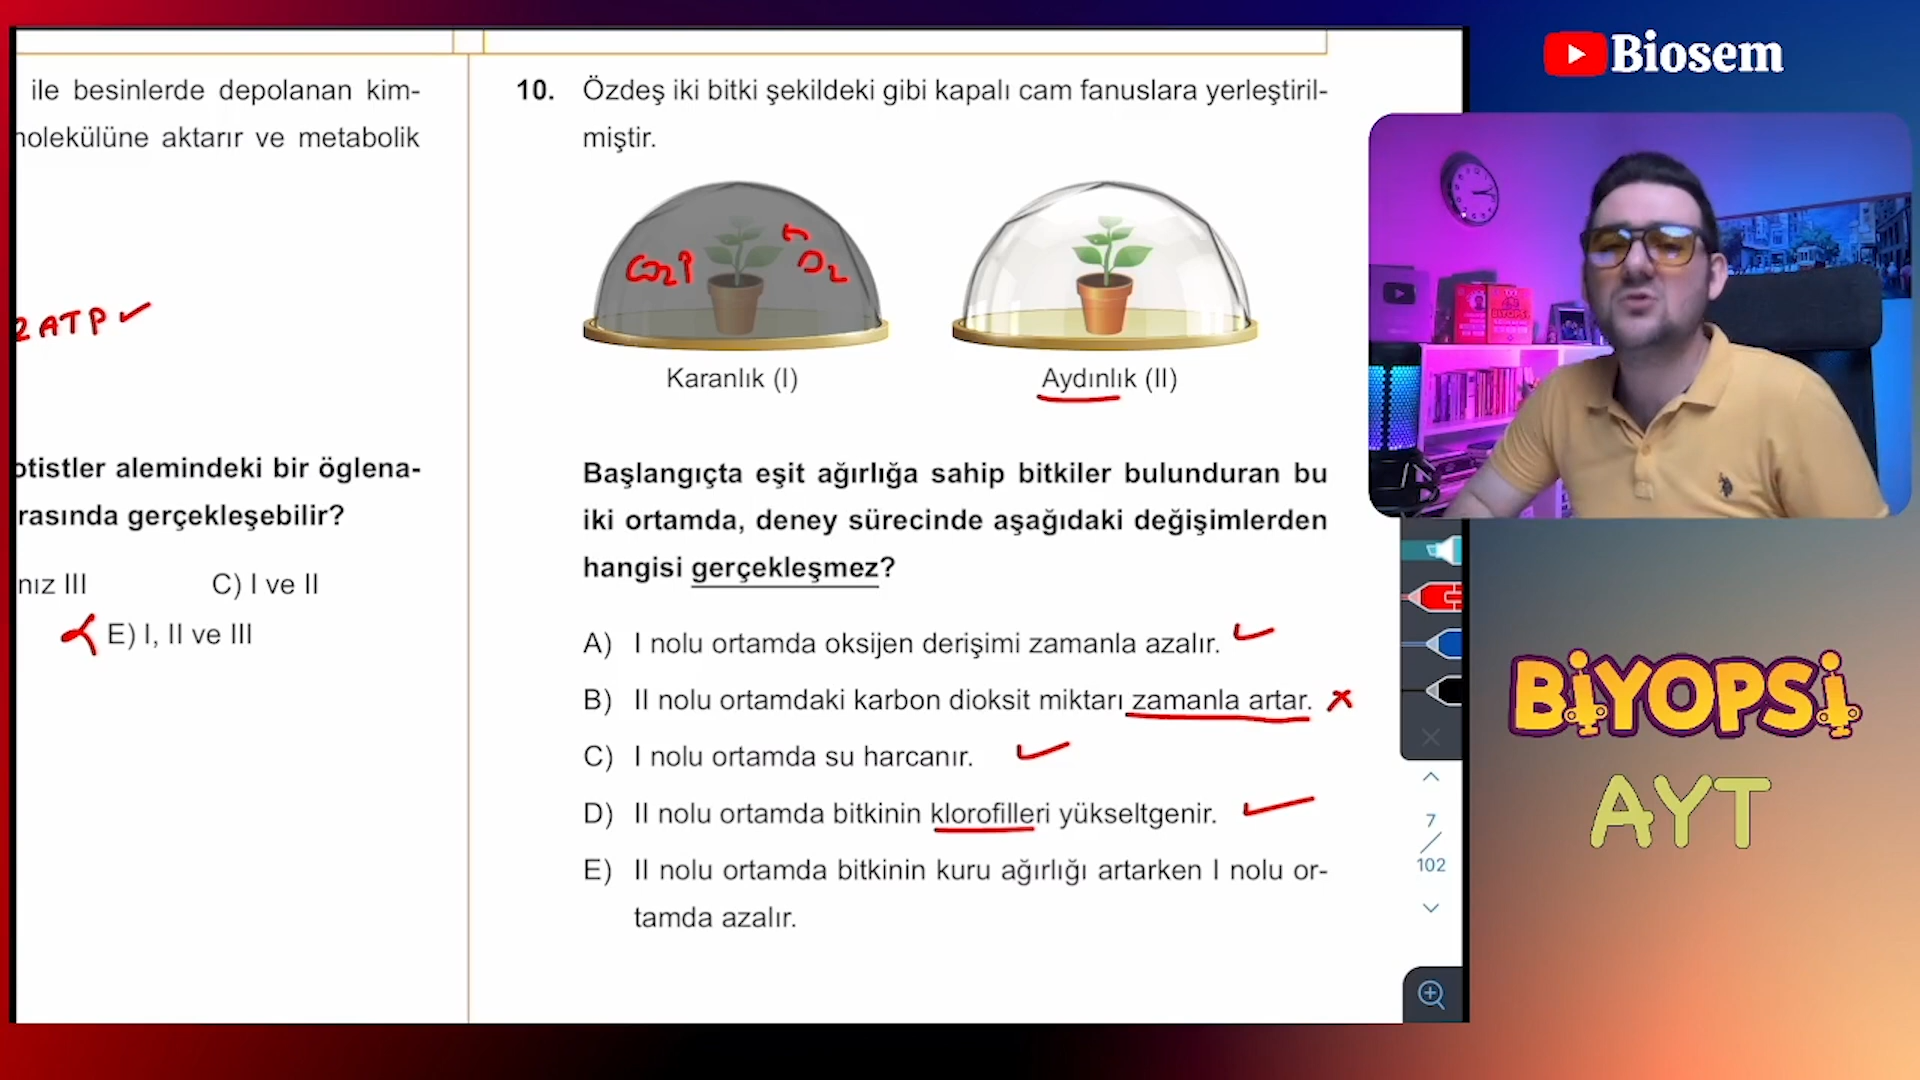 ile besinlerde depolanan kim-
nolekülüne aktarır ve metabolik
2 ATP
otistler alemindeki bir öglena-
rasında gerçekleşebilir?
nız III
C) I ve II
E) I, II ve III
10. Özdeş iki bitki şekildeki gibi kapalı cam fanuslara yerleştiril-
miştir.
CO2
O2
Karanlık (I)
Aydınlık (II)
Başlangıçta eşit ağırlığa sahip bitkiler bulunduran bu
iki ortamda, deney sürecinde aşağıdaki değişimlerden
hangisi gerçekleşmez?
A) I nolu ortamda oksijen derişimi zamanla azalır.
B) II nolu ortamdaki karbon dioksit miktarı zamanla artar.
C) I nolu ortamda su harcanır.
D) II nolu ortamda bitkinin klorofilleri yükseltgenir.
E) II nolu ortamda bitkinin kuru ağırlığı artarken I nolu or-
tamda azalır.
7
102
Biosem
BİYOPSİ
AYT